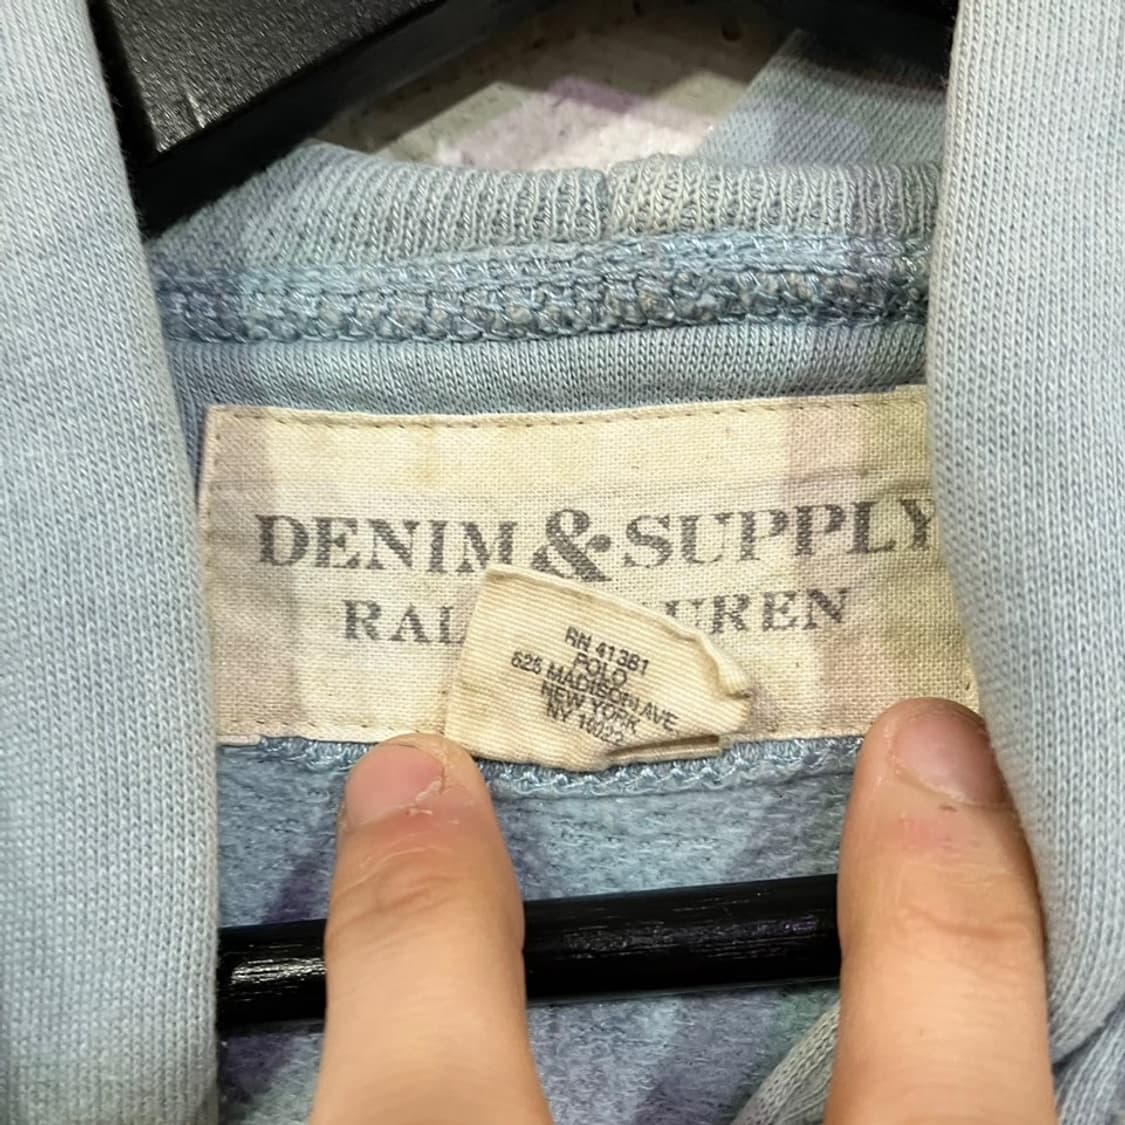 DENIM & SUPPLY
RAL UREN
RN 41381
POLO
625 MADISON AVE
NEW YORK
NY 10022